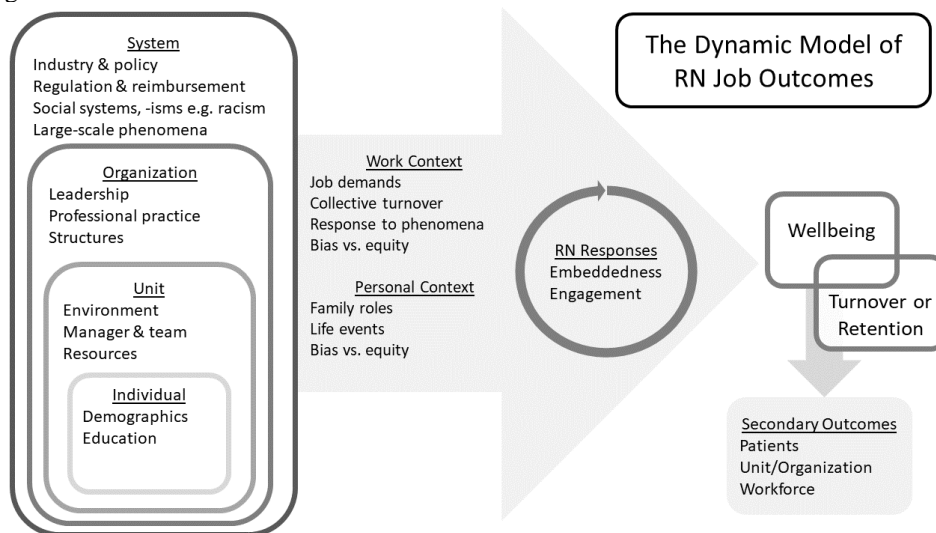 The Dynamic Model of
RN Job Outcomes
System
Industry & policy
Regulation & reimbursement
Social systems, -isms e.g. racism
Large-scale phenomena
Organization
Leadership
Professional practice
Structures
Unit
Environment
Manager & team
Resources
Individual
Demographics
Education
Work Context
Job demands
Collective turnover
Response to phenomena
Bias vs. equity
Personal Context
Family roles
Life events
Bias vs. equity
RN Responses
Embeddedness
Engagement
Wellbeing
Turnover or
Retention
Secondary Outcomes
Patients
Unit/Organization
Workforce